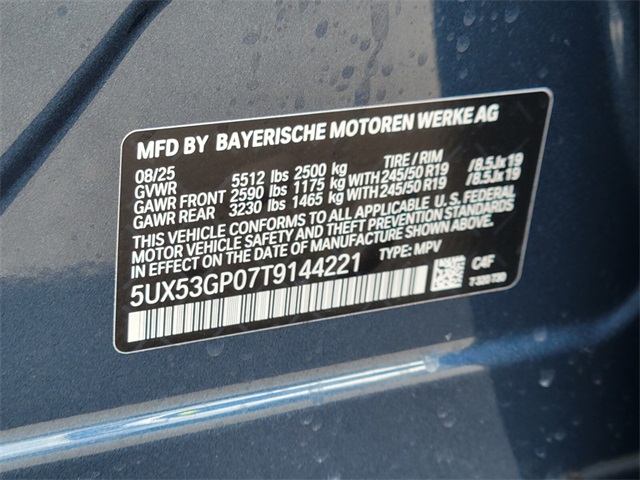 MFD BY BAYERISCHE MOTOREN WERKE AG
08/25 TIRE / RIM
GVWR 5512 lbs 2500 kg
GAWR FRONT 2590 lbs 1175 kg WITH 245/50 R19 /8.5Jx19
GAWR REAR 3230 lbs 1465 kg WITH 245/50 R19 /8.5Jx19
THIS VEHICLE CONFORMS TO ALL APPLICABLE U. S. FEDERAL
MOTOR VEHICLE SAFETY AND THEFT PREVENTION STANDARDS
IN EFFECT ON THE DATE OF MANUFACTURE SHOWN ABOVE.
5UX53GP07T9144221 TYPE: MPV
C4F
7320720